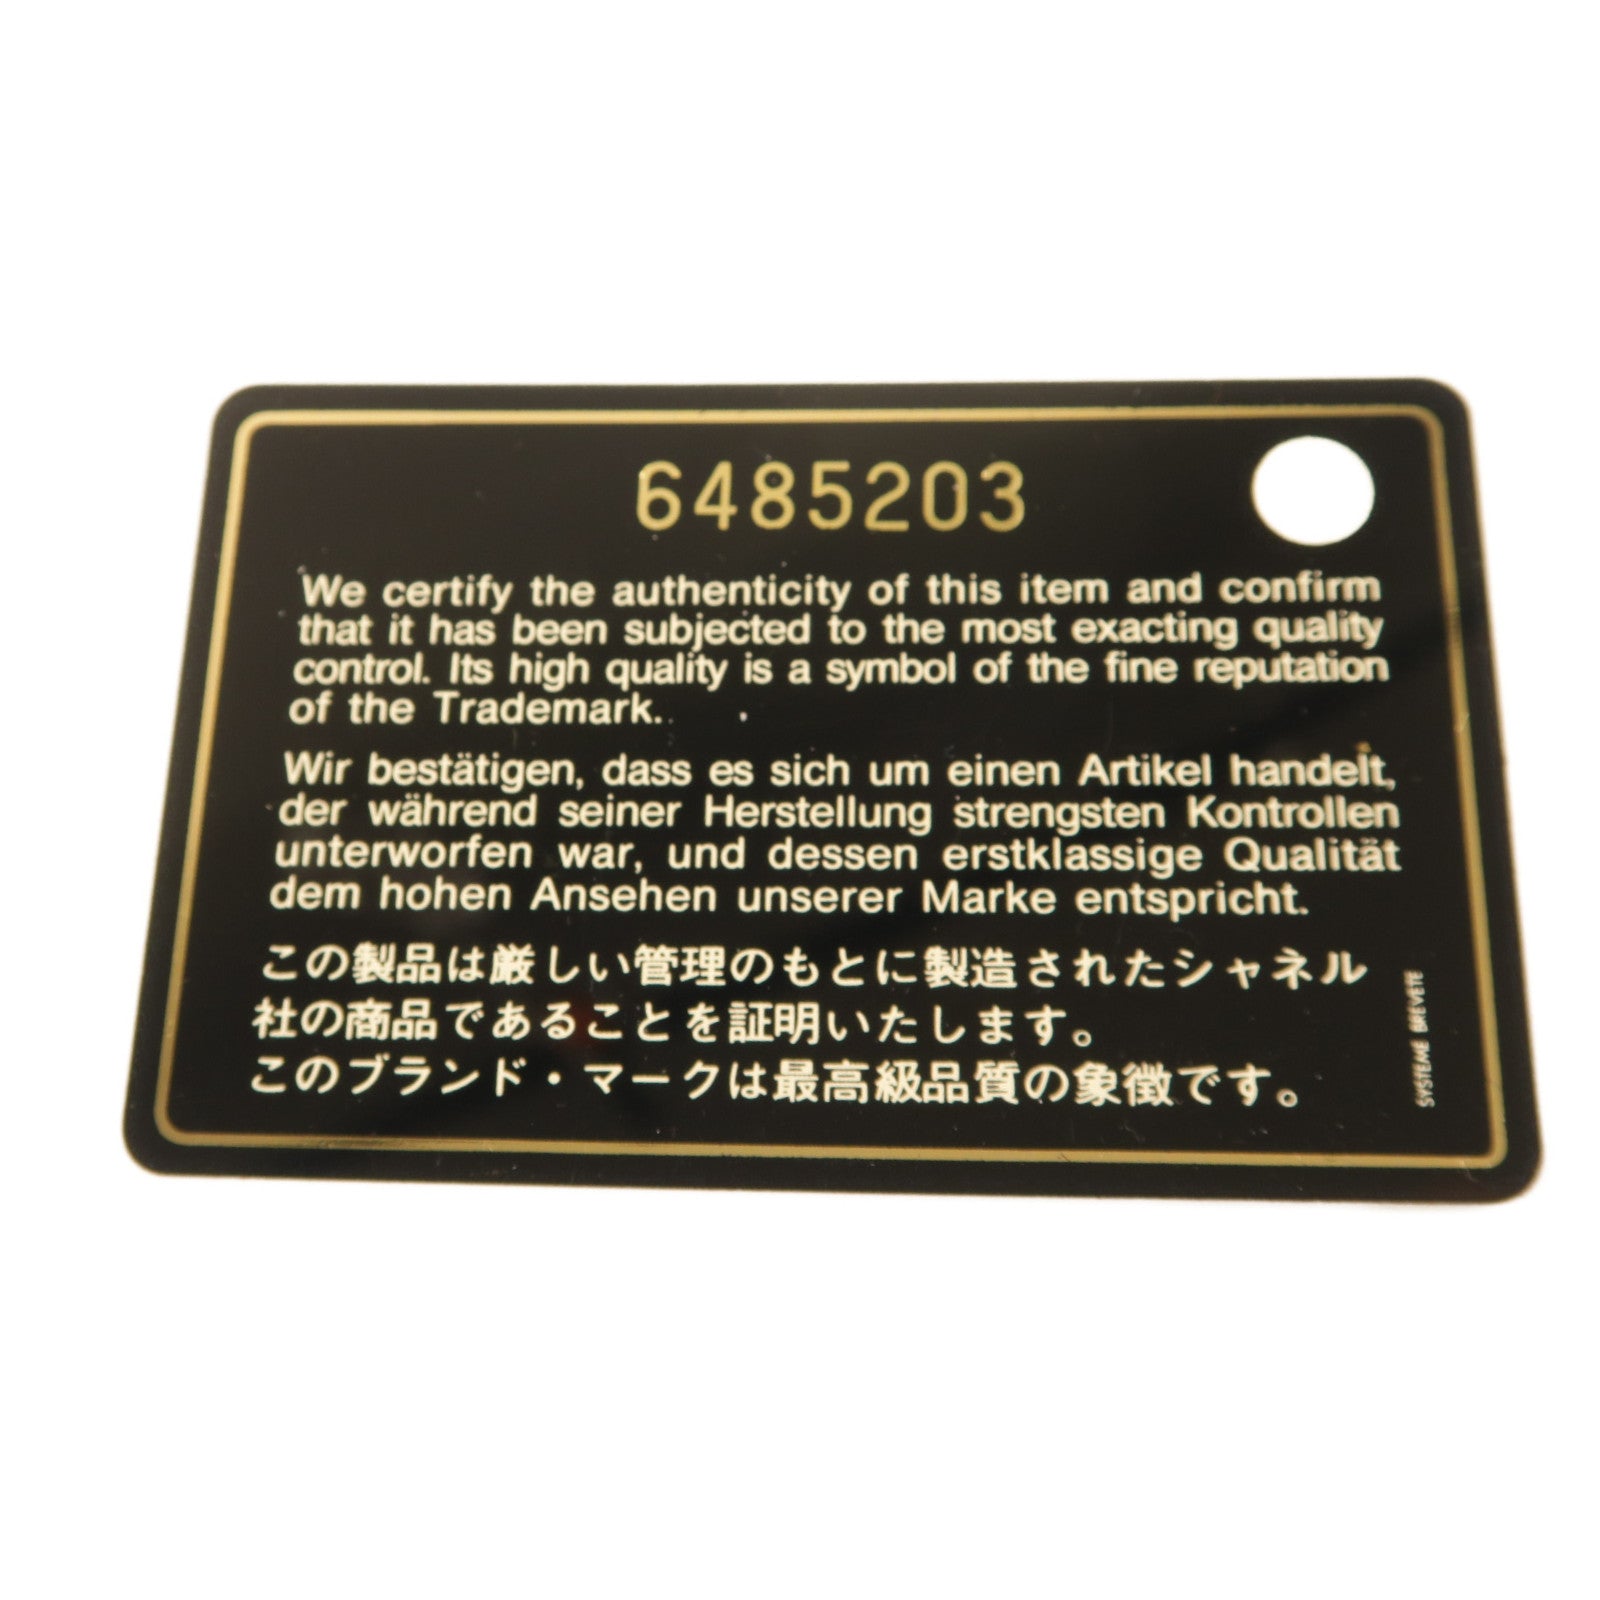 6485203
We certify the authenticity of this item and confirm
that it has been subjected to the most exacting quality
control. Its high quality is a symbol of the fine reputation
of the Trademark.
Wir bestätigen, dass es sich um einen Artikel handelt,
der während seiner Herstellung strengsten Kontrollen
unterworfen war, und dessen erstklassige Qualität
dem hohen Ansehen unserer Marke entspricht.
この製品は厳しい管理のもとに製造されたシャネル
社の商品であることを証明いたします。
このブランド・マークは最高級品質の象徴です。
SYSTEME BREVETE